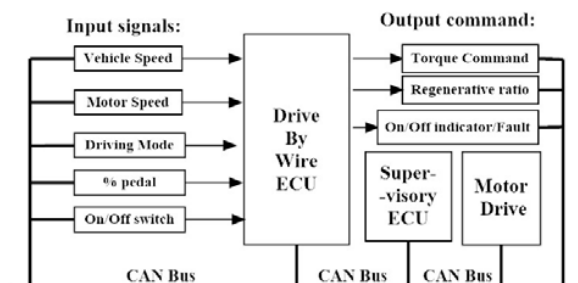 Input signals:
Output command:
Vehicle Speed
Motor Speed
Driving Mode
% pedal
On/Off switch
Drive
By
Wire
ECU
Torque Command
Regenerative ratio
On/Off indicator/Fault
Super-
-visory
ECU
Motor
Drive
CAN Bus
CAN Bus
CAN Bus